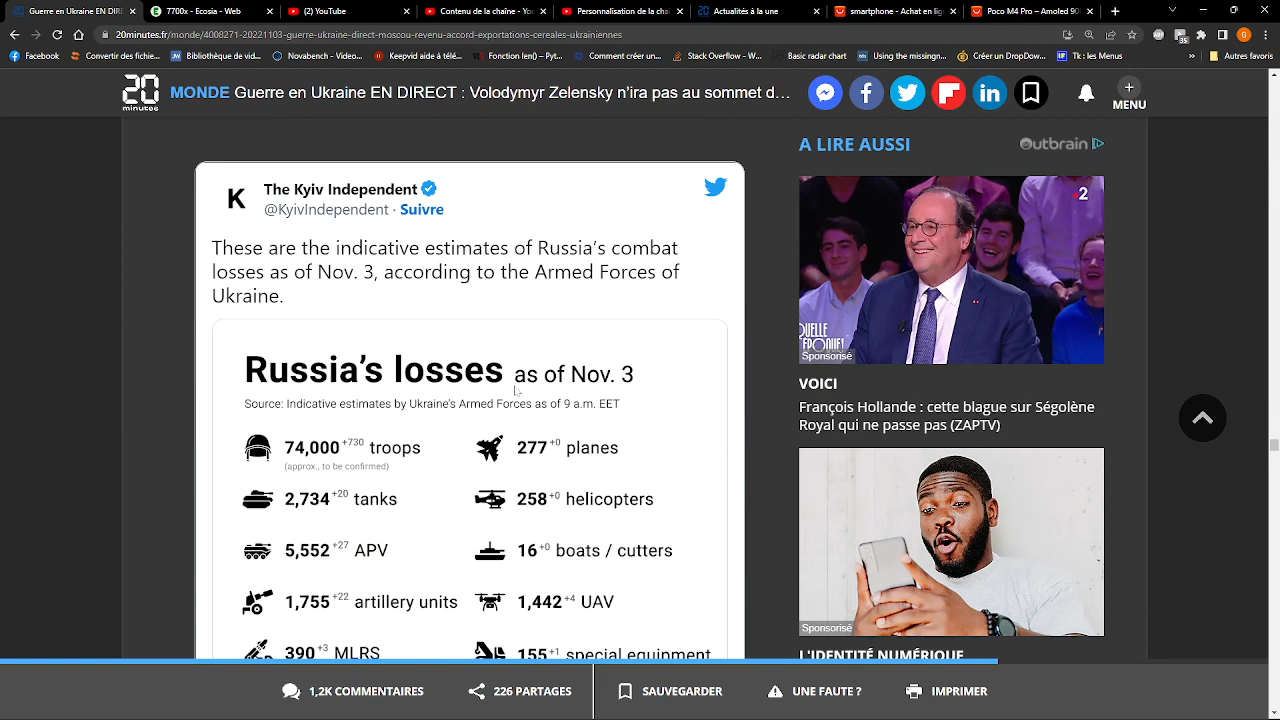 Guerre en Ukraine EN DIRE
7700x - Ecosia - Web
(2) YouTube
Contenu de la chaîne - You
Personnalisation de la cha
Actualités à la une
smartphone - Achat en lig
Poco M4 Pro – Amoled 90
20minutes.fr/monde/4008271-20221103-guerre-ukraine-direct-moscou-revenu-accord-exportations-cereales-ukrainiennes
Facebook
Convertir des fichie...
Bibliothèque de vid...
Novabench - Version...
Keepvid aide à télé...
Fonction len() – Pyt...
Comment créer un...
Stack Overflow - W...
Basic radar chart
Using the missingn...
Créer un DropDow...
Tk : les Menus
Autres favoris
20 minutes
MONDE Guerre en Ukraine EN DIRECT : Volodymyr Zelensky n'ira pas au sommet d...
MENU
K
The Kyiv Independent
@KyivIndependent · Suivre
These are the indicative estimates of Russia's combat
losses as of Nov. 3, according to the Armed Forces of
Ukraine.
Russia's losses as of Nov. 3
Source: Indicative estimates by Ukraine's Armed Forces as of 9 a.m. EET
74,000 +730 troops
(approx., to be confirmed)
277 +0 planes
2,734 +20 tanks
258 +0 helicopters
5,552 +27 APV
16 +0 boats / cutters
1,755 +22 artillery units
1,442 +4 UAV
390 +3 MLRS
155 +1 special equipment
A LIRE AUSSI
Outbrain
2
QUELLE
ÉPOQUE!
Sponsorisé
VOICI
François Hollande : cette blague sur Ségolène
Royal qui ne passe pas (ZAPTV)
Sponsorisé
L'IDENTITÉ NUMÉRIQUE
1,2K COMMENTAIRES
226 PARTAGES
SAUVEGARDER
UNE FAUTE ?
IMPRIMER